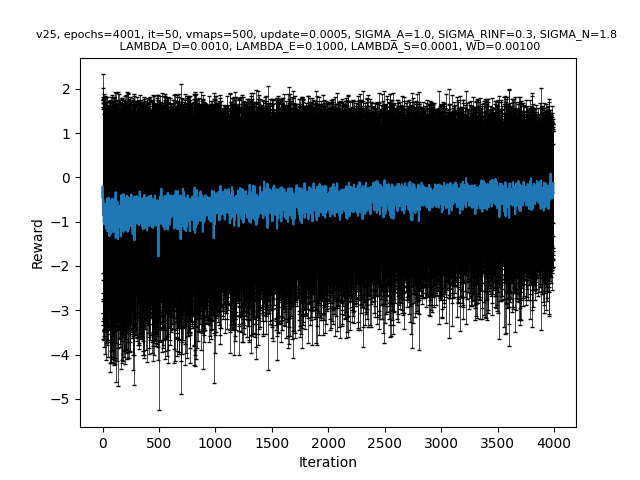 v25, epochs=4001, it=50, vmaps=500, update=0.0005, SIGMA_A=1.0, SIGMA_RINF=0.3, SIGMA_N=1.8
LAMBDA_D=0.0010, LAMBDA_E=0.1000, LAMBDA_S=0.0001, WD=0.00100
2
1
0
−1
−2
−3
−4
−5
Reward
0 500 1000 1500 2000 2500 3000 3500 4000
Iteration